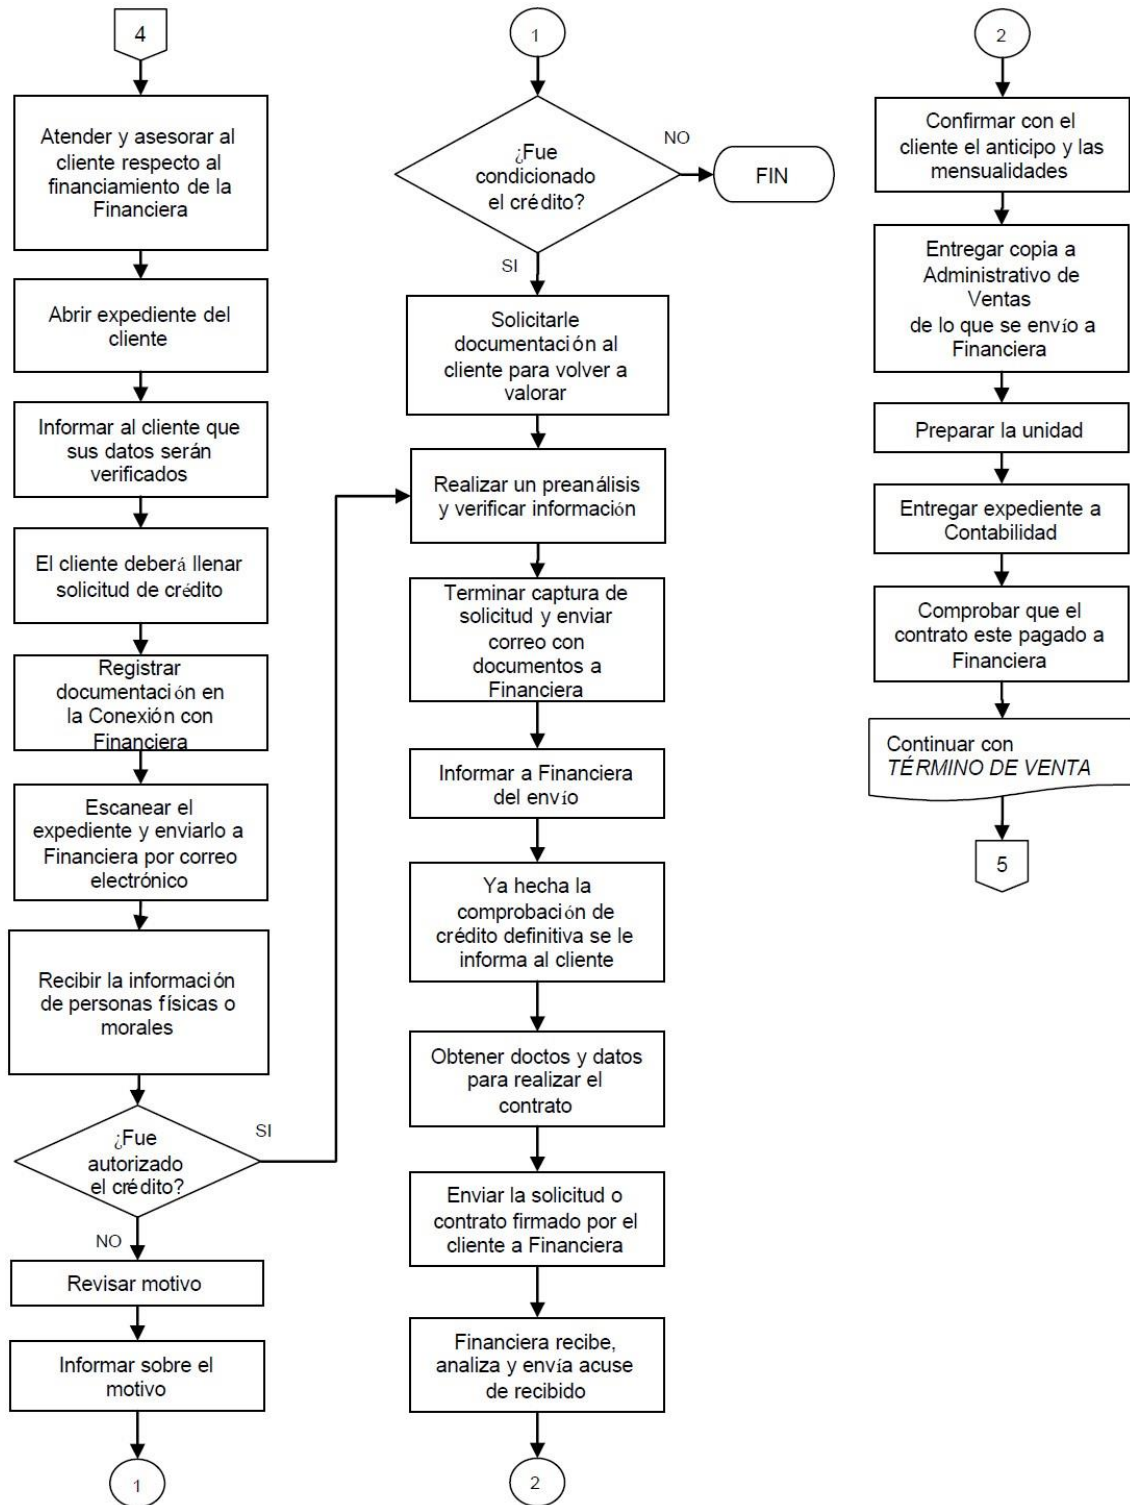 4
Atender y asesorar al
cliente respecto al
financiamiento de la
Financiera
Abrir expediente del
cliente
Informar al cliente que
sus datos serán
verificados
El cliente deberá llenar
solicitud de crédito
Registrar
documentación en
la Conexión con
Financiera
Escanear el
expediente y enviarlo a
Financiera por correo
electrónico
Recibir la información
de personas físicas o
morales
¿Fue
autorizado
el crédito?
SI
NO
Revisar motivo
Informar sobre el
motivo
1
1
¿Fue
condicionado
el crédito?
NO
FIN
SI
Solicitarle
documentación al
cliente para volver a
valorar
Realizar un preanálisis
y verificar información
Terminar captura de
solicitud y enviar
correo con
documentos a
Financiera
Informar a Financiera
del envío
Ya hecha la
comprobación de
crédito definitiva se le
informa al cliente
Obtener doctos y datos
para realizar el
contrato
Enviar la solicitud o
contrato firmado por el
cliente a Financiera
Financiera recibe,
analiza y envía acuse
de recibido
2
2
Confirmar con el
cliente el anticipo y las
mensualidades
Entregar copia a
Administrativo de
Ventas
de lo que se envío a
Financiera
Preparar la unidad
Entregar expediente a
Contabilidad
Comprobar que el
contrato este pagado a
Financiera
Continuar con
TÉRMINO DE VENTA
5